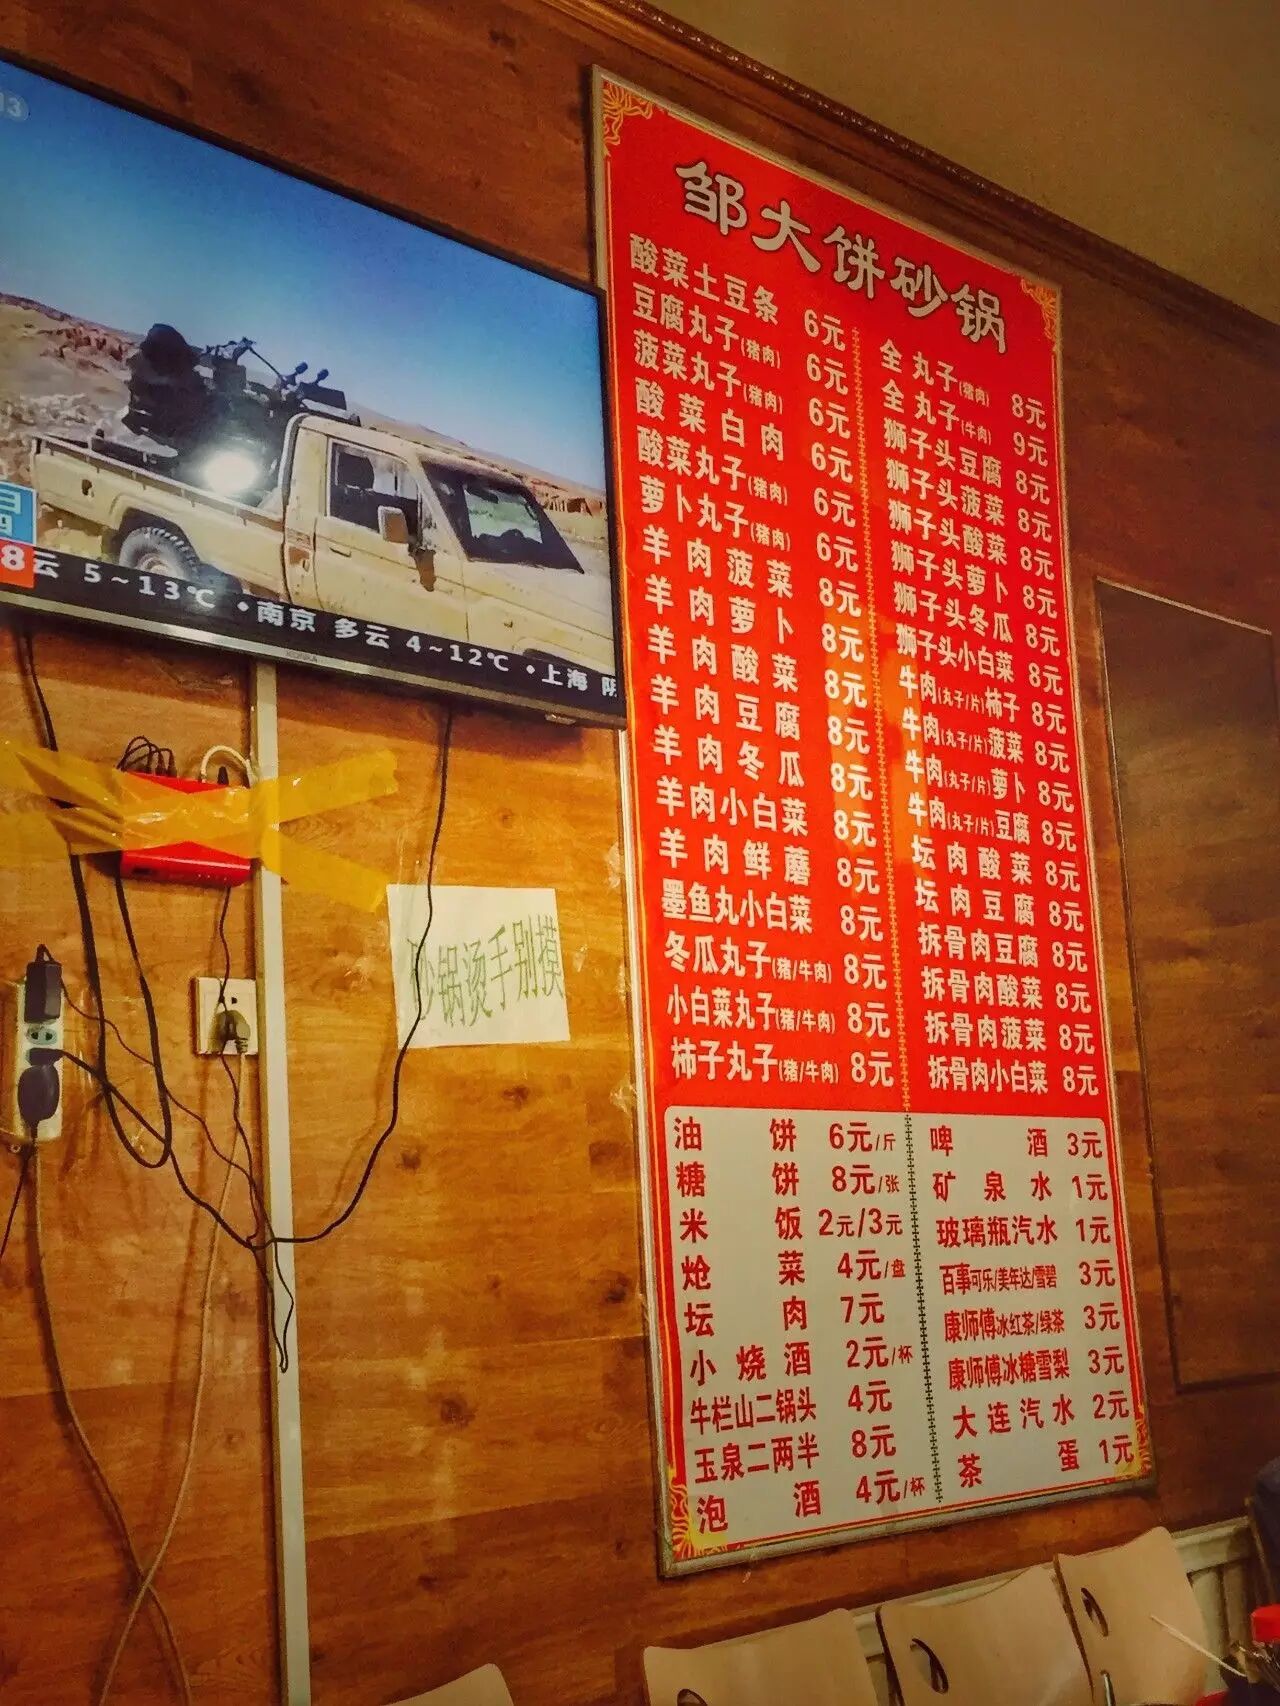 13
8云 5~13℃ •南京 多云 4~12℃ •上海 阴
KONKA
砂锅烫手别摸
邹大饼砂锅
酸菜土豆条 6元
豆腐丸子(猪肉) 6元
菠菜丸子(猪肉) 6元
酸菜白肉 6元
酸菜丸子(猪肉) 6元
萝卜丸子(猪肉) 6元
羊肉菠菜 8元
羊肉萝卜 8元
羊肉酸菜 8元
羊肉豆腐 8元
羊肉冬瓜 8元
羊肉小白菜 8元
羊肉鲜蘑 8元
墨鱼丸小白菜 8元
冬瓜丸子(猪/牛肉) 8元
小白菜丸子(猪/牛肉) 8元
柿子丸子(猪/牛肉) 8元
全丸子(猪肉) 8元
全丸子(牛肉) 9元
狮子头豆腐 8元
狮子头菠菜 8元
狮子头酸菜 8元
狮子头萝卜 8元
狮子头冬瓜 8元
狮子头小白菜 8元
牛肉(丸子/片)柿子 8元
牛肉(丸子/片)菠菜 8元
牛肉(丸子/片)萝卜 8元
牛肉(丸子/片)豆腐 8元
坛肉酸菜 8元
坛肉豆腐 8元
拆骨肉豆腐 8元
拆骨肉酸菜 8元
拆骨肉菠菜 8元
拆骨肉小白菜 8元
油饼 6元/斤
糖饼 8元/张
米饭 2元/3元
炝菜 4元/盘
坛肉 7元
小烧酒 2元/杯
牛栏山二锅头 4元
玉泉二两半 8元
泡酒 4元/杯
啤酒 3元
矿泉水 1元
玻璃瓶汽水 1元
百事可乐/美年达/雪碧 3元
康师傅冰红茶/绿茶 3元
康师傅冰糖雪梨 3元
大连汽水 2元
茶蛋 1元